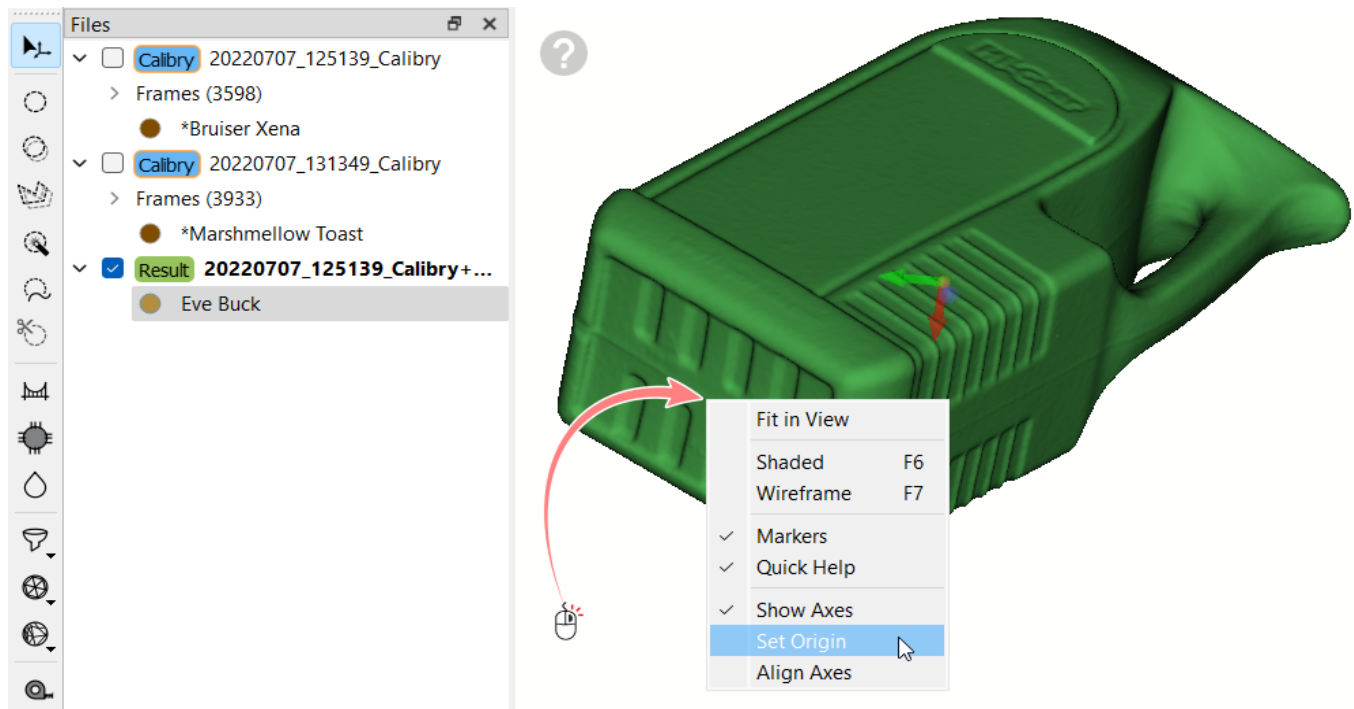 Files
Calibry 20220707_125139_Calibry
Frames (3598)
*Bruiser Xena
Calibry 20220707_131349_Calibry
Frames (3933)
*Marshmellow Toast
Result 20220707_125139_Calibry+...
Eve Buck
?
Fit in View
Shaded F6
Wireframe F7
Markers
Quick Help
Show Axes
Set Origin
Align Axes